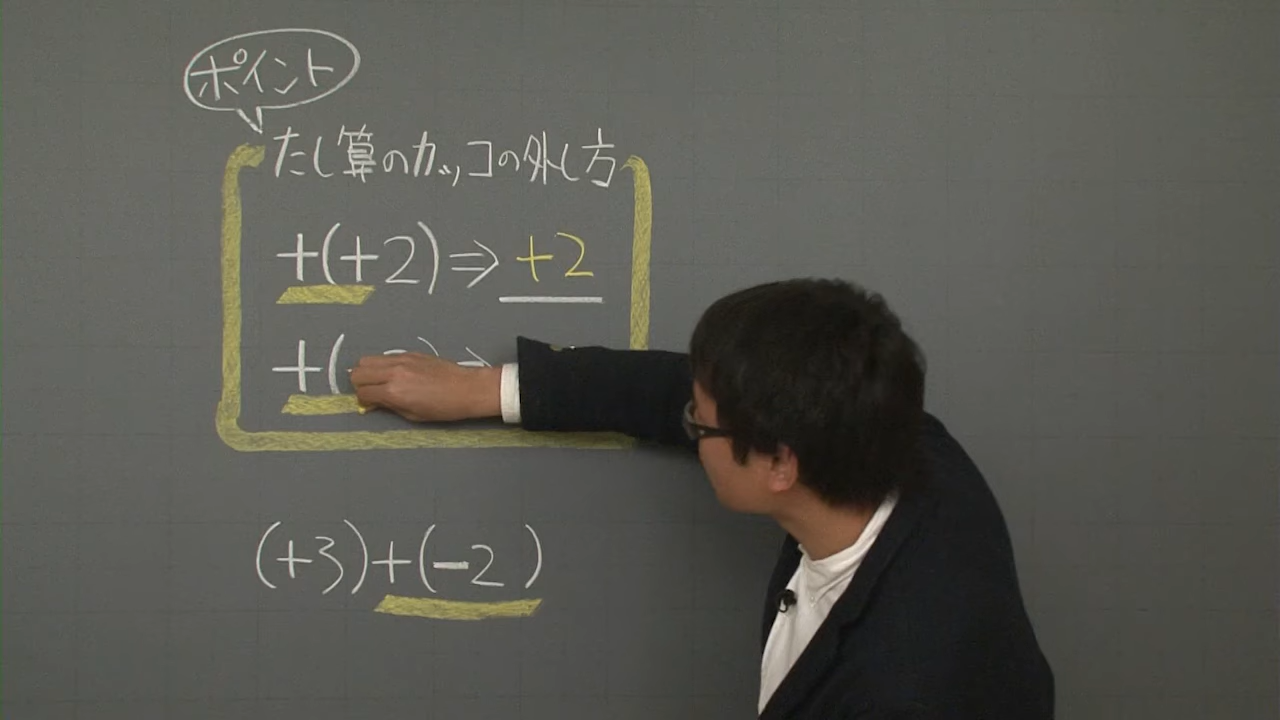 ポイント
たし算のカッコの外し方
+(+2)⇒+2
+(
(+3)+(-2)